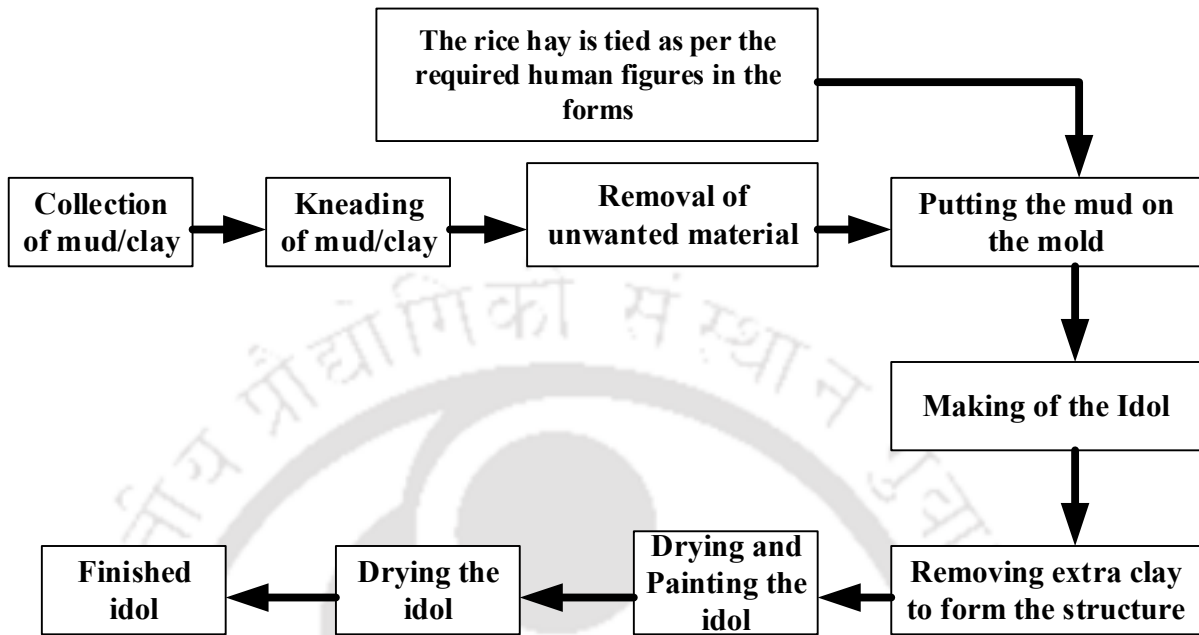 The rice hay is tied as per the
required human figures in the
forms
Collection
of mud/clay
Kneading
of mud/clay
Removal of
unwanted material
Putting the mud on
the mold
Making of the Idol
Removing extra clay
to form the structure
Drying and
Painting the
idol
Drying the
idol
Finished
idol
प्रौद्योगिकी संस्थान